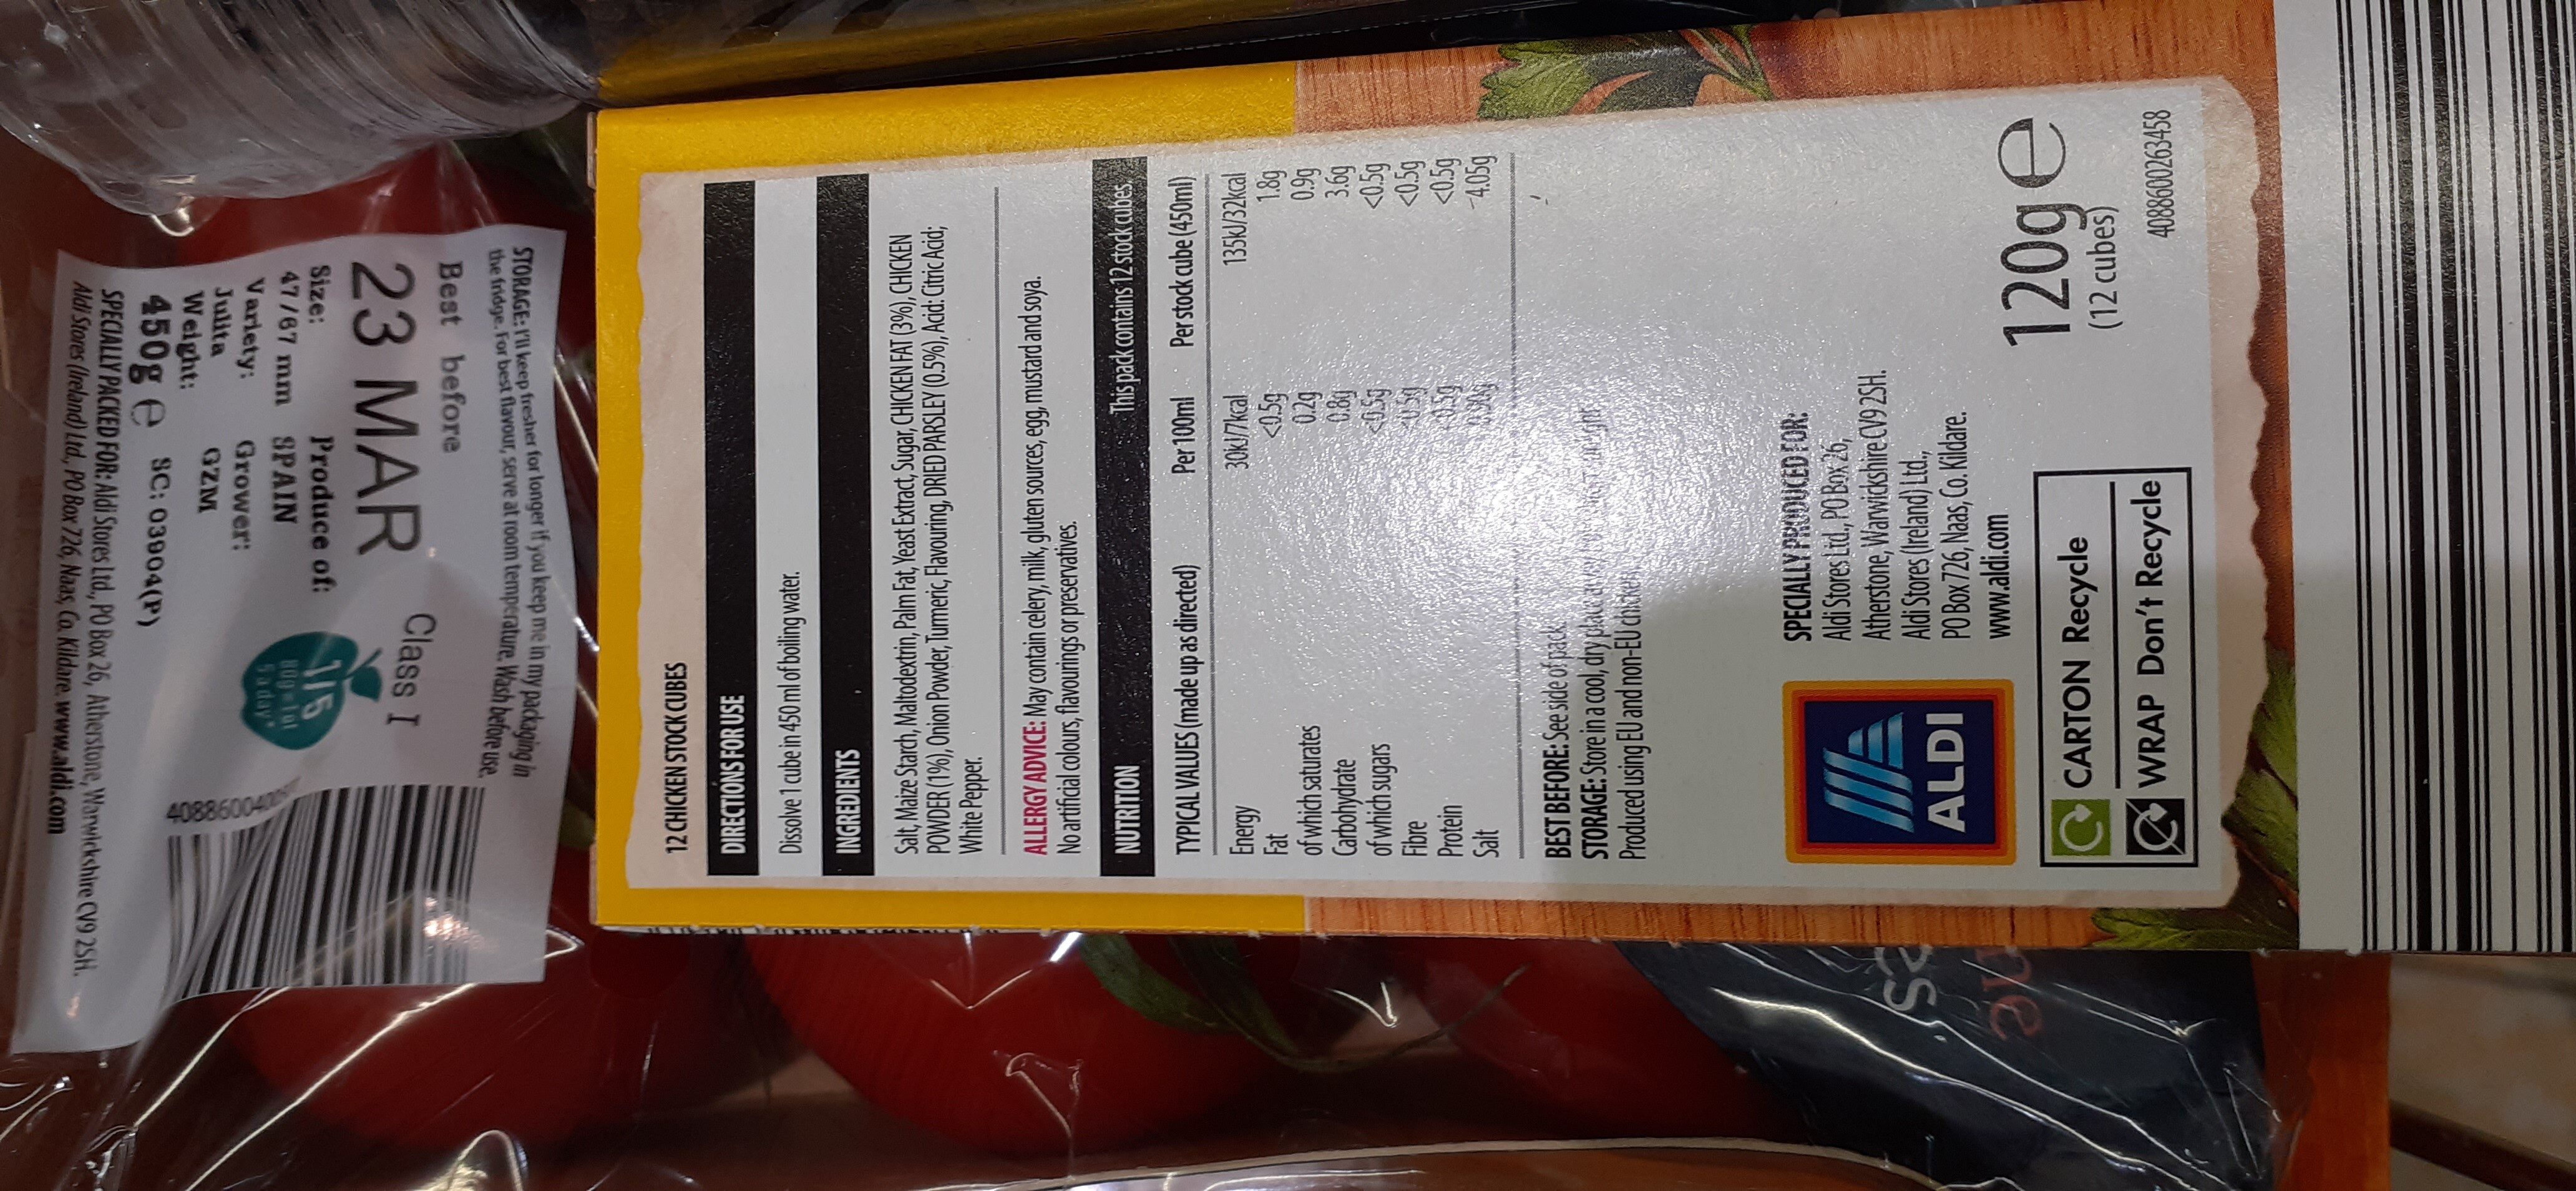 12 CHICKEN STOCK CUBES
DIRECTIONS FOR USE
Dissolve 1 cube in 450 ml of boiling water.
INGREDIENTS
Salt, Maize Starch, Maltodextrin, Palm Fat, Yeast Extract, Sugar, CHICKEN FAT (3%), CHICKEN
POWDER (1%), Onion Powder, Turmeric, Flavouring, DRIED PARSLEY (0.5%), Acid: Citric Acid;
White Pepper.
ALLERGY ADVICE: May contain celery, milk, gluten sources, egg, mustard and soya.
No artificial colours, flavourings or preservatives.
NUTRITION This pack contains 12 stock cubes
TYPICAL VALUES (made up as directed) Per 100ml Per stock cube (450ml)
Energy 30kJ/7kcal 135kJ/32kcal
Fat <0.5g 1.8g
of which saturates 0.2g 0.9g
Carbohydrate 0.8g 3.6g
of which sugars <0.5g <0.5g
Fibre <0.5g <0.5g
Protein <0.5g <0.5g
Salt 0.90g 4.05g
BEST BEFORE: See side of pack.
STORAGE: Store in a cool, dry place away
Produced using EU and non-EU chicken.
SPECIALLY PRODUCED FOR:
Aldi Stores Ltd., PO Box 26,
Atherstone, Warwickshire CV9 2SH.
Aldi Stores (Ireland) Ltd.,
PO Box 726, Naas, Co. Kildare.
www.aldi.com
ALDI
CARTON Recycle
WRAP Don't Recycle
120g e
(12 cubes)
4088600263458
STORAGE: I'll keep fresher for longer if you keep me in my packaging in
the fridge. For best flavour, serve at room temperature. Wash before use.
Best before
23 MAR
Class I
Size:
47/67 mm
Produce of:
SPAIN
Variety:
Julita
Grower:
GZM
Weight:
450g e
SC: 03904(P)
1/5
80g = 1 of
5 a day*
SPECIALLY PACKED FOR: Aldi Stores Ltd., PO Box 26, Atherstone, Warwickshire CV9 2SH.
Aldi Stores (Ireland) Ltd., PO Box 726, Naas, Co. Kildare. www.aldi.com